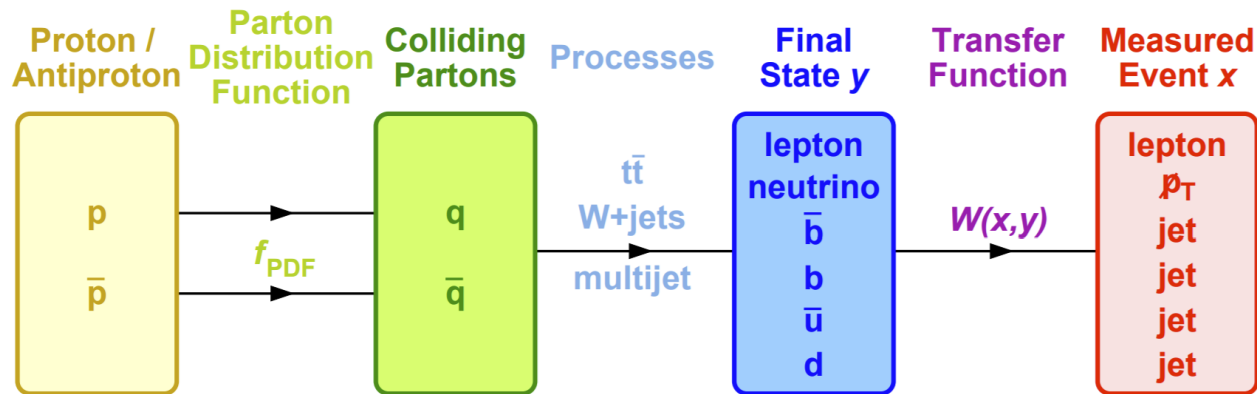 Proton /
Antiproton
Parton
Distribution
Function
Colliding
Partons
Processes
Final
State y
Transfer
Function
Measured
Event x
p
p̄
f_PDF
q
q̄
tt̄
W+jets
multijet
lepton
neutrino
b̄
b
ū
d
W(x,y)
lepton
p̸_T
jet
jet
jet
jet